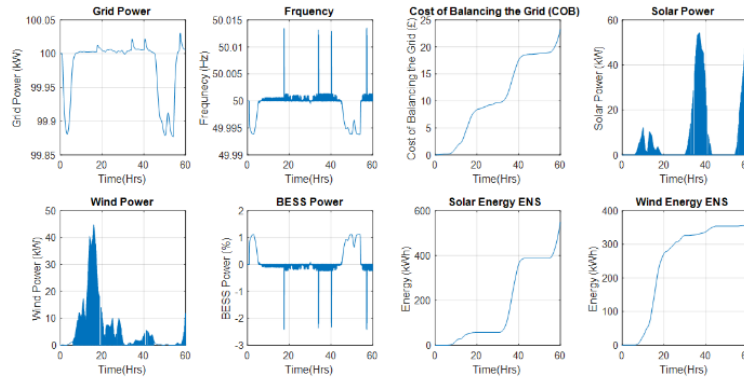 Grid Power
Grid Power (kW)
100.05
100
99.95
99.9
99.85
0 20 40 60
Time(Hrs)
Frquency
Frequnecy (Hz)
50.015
50.01
50.005
50
49.995
49.99
0 20 40 60
Time(Hrs)
Cost of Balancing the Grid (COB)
Cost of Balancing the Grid (£)
25
20
15
10
5
0
0 20 40 60
Time(Hrs)
Solar Power
Solar Power (kW)
60
40
20
0
0 20 40 60
Time(Hrs)
Wind Power
Wind Power (kW)
50
40
30
20
10
0
0 20 40 60
Time(Hrs)
BESS Power
BESS Power (%)
2
1
0
-1
-2
-3
0 20 40 60
Time(Hrs)
Solar Energy ENS
Energy (kWh)
600
400
200
0
0 20 40 60
Time(Hrs)
Wind Energy ENS
Energy (kWh)
400
300
200
100
0
0 20 40 60
Time(Hrs)